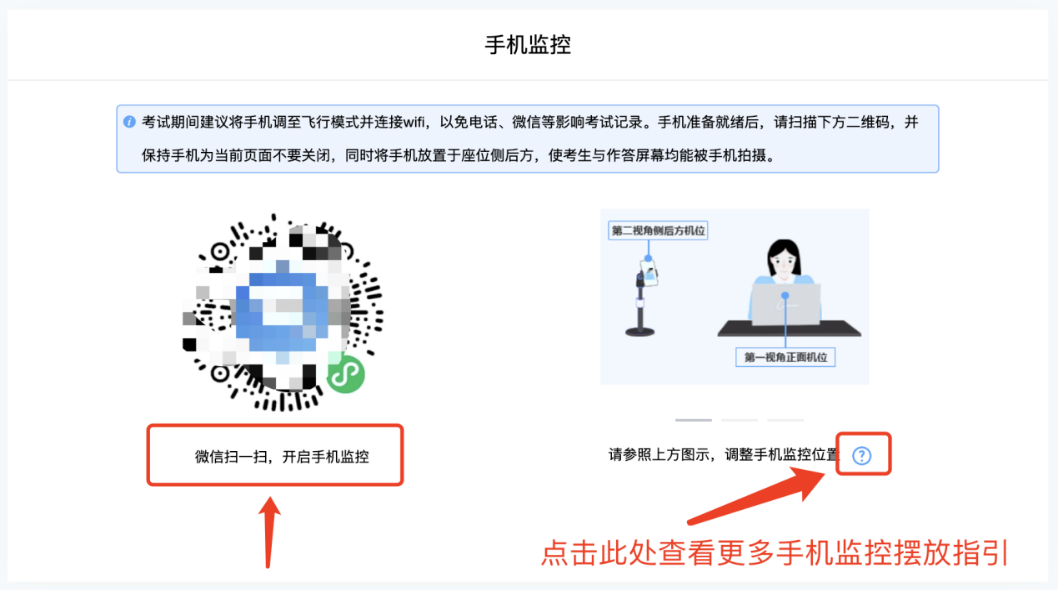 手机监控
考试期间建议将手机调至飞行模式并连接wifi，以免电话、微信等影响考试记录。手机准备就绪后，请扫描下方二维码，并
保持手机为当前页面不要关闭，同时将手机放置于座位侧后方，使考生与作答屏幕均能被手机拍摄。
第二视角侧后方机位
第一视角正面机位
微信扫一扫，开启手机监控
请参照上方图示，调整手机监控位置
点击此处查看更多手机监控摆放指引